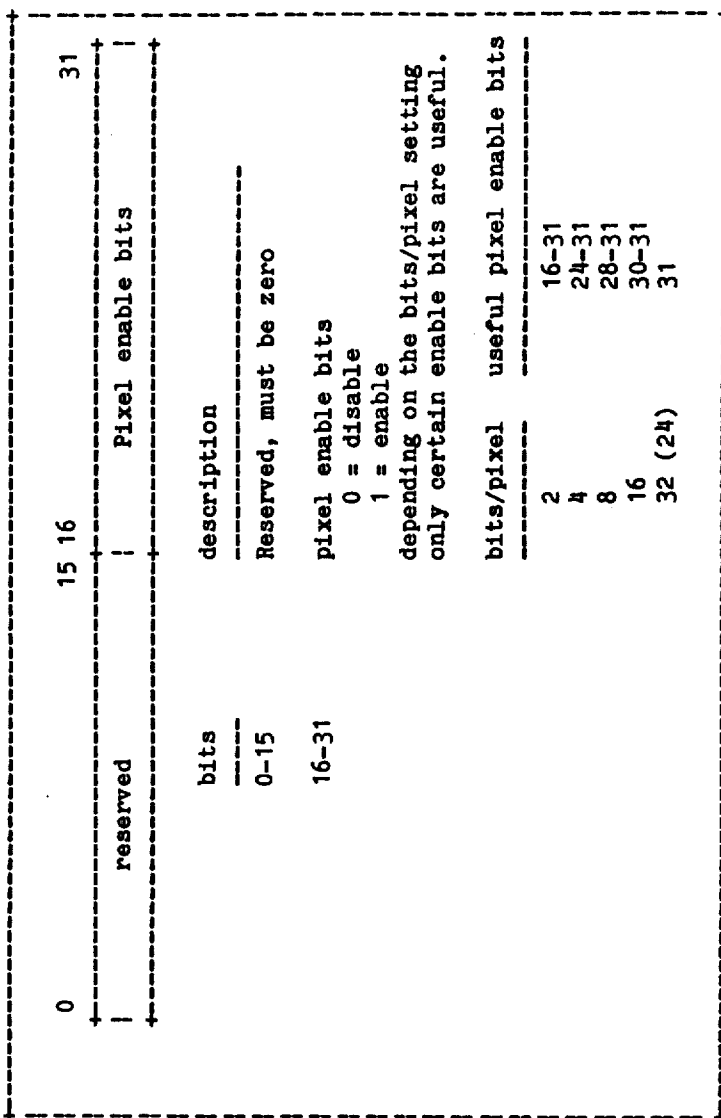 0 15 16 31
| reserved | Pixel enable bits |
bits description
0-15 Reserved, must be zero
16-31 pixel enable bits
0 = disable
1 = enable
depending on the bits/pixel setting
only certain enable bits are useful.
bits/pixel useful pixel enable bits
2 16-31
4 24-31
8 28-31
16 30-31
32 (24) 31